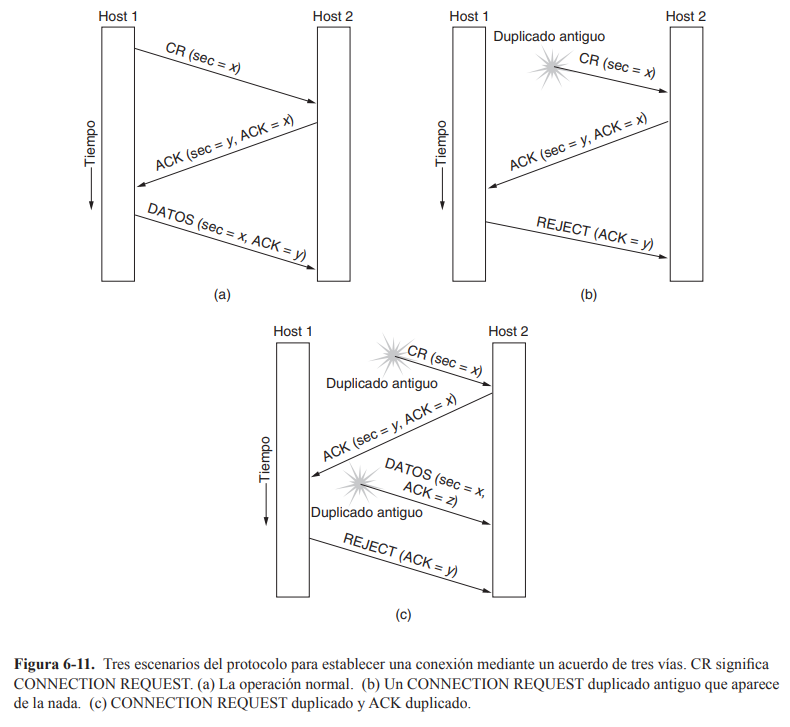 Host 1
Host 2
CR (sec = x)
ACK (sec = y, ACK = x)
DATOS (sec = x, ACK = y)
Tiempo
(a)
Host 1
Host 2
Duplicado antiguo
CR (sec = x)
ACK (sec = y, ACK = x)
REJECT (ACK = y)
Tiempo
(b)
Host 1
Host 2
CR (sec = x)
Duplicado antiguo
ACK (sec = y, ACK = x)
DATOS (sec = x,
ACK = z)
Duplicado antiguo
REJECT (ACK = y)
Tiempo
(c)
Figura 6-11. Tres escenarios del protocolo para establecer una conexión mediante un acuerdo de tres vías. CR significa
CONNECTION REQUEST. (a) La operación normal. (b) Un CONNECTION REQUEST duplicado antiguo que aparece
de la nada. (c) CONNECTION REQUEST duplicado y ACK duplicado.